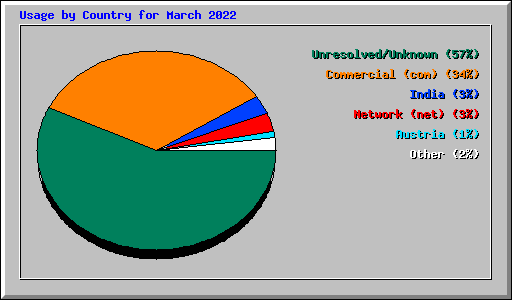 Usage by Country for March 2022
Unresolved/Unknown (57%)
Commercial (com) (34%)
India (3%)
Network (net) (3%)
Austria (1%)
Other (2%)